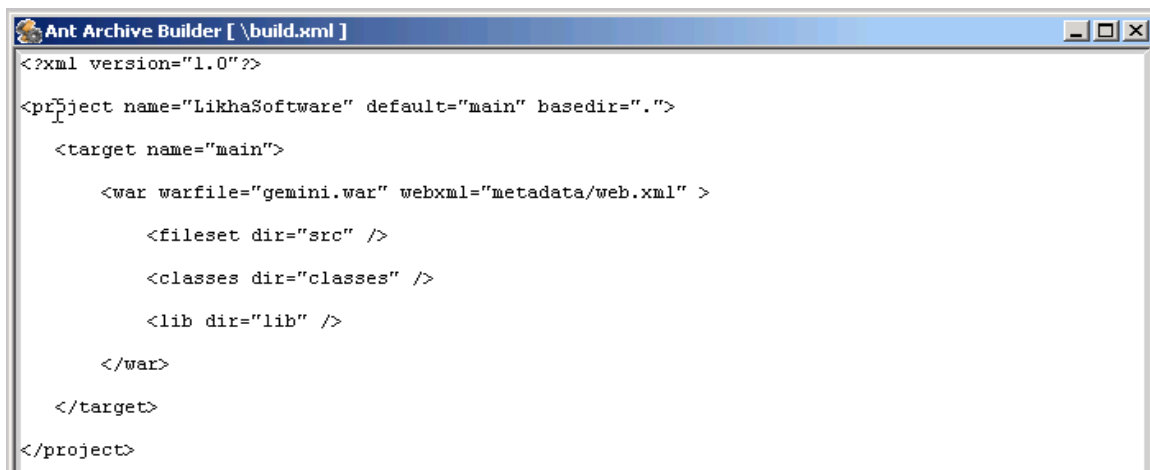 Ant Archive Builder [ \build.xml ]
<?xml version="1.0"?>
<project name="LikhaSoftware" default="main" basedir=".">
<target name="main">
<war warfile="gemini.war" webxml="metadata/web.xml" >
<fileset dir="src" />
<classes dir="classes" />
<lib dir="lib" />
</war>
</target>
</project>